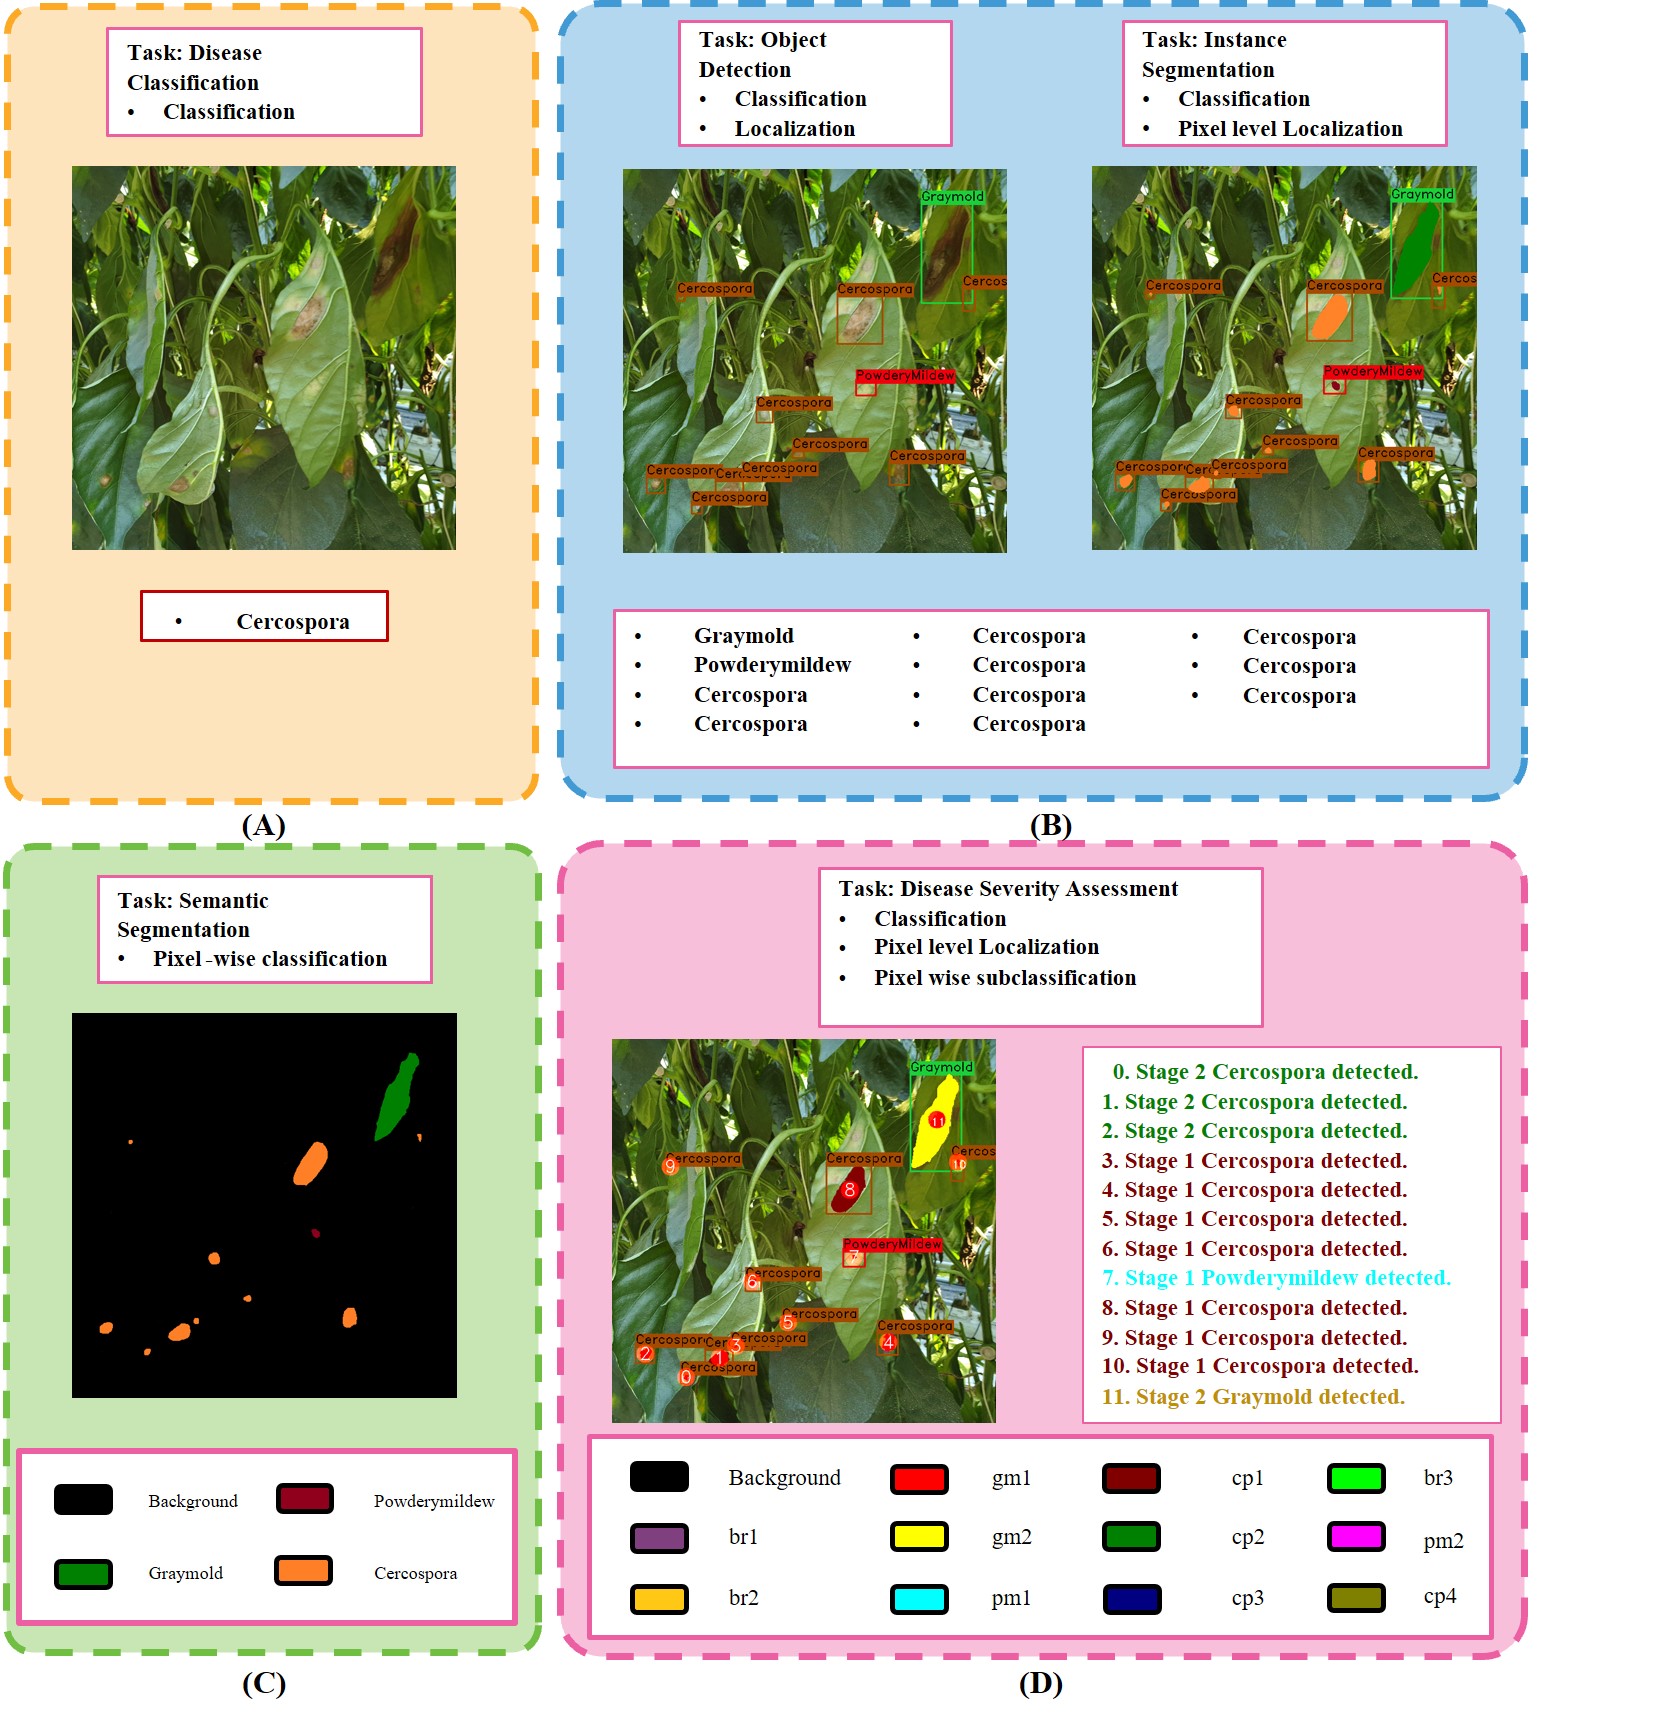 Task: Disease
Classification
• Classification
• Cercospora
(A)
Task: Object
Detection
• Classification
• Localization
Graymold
Cercospora
Cercospora
Cercos
PowderyMildew
Cercospora
Cercospora
Cercospora
Cercospor
Cer
Cercospora
Cercospora
Task: Instance
Segmentation
• Classification
• Pixel level Localization
Graymold
Cercospora
Cercospora
Cercos
PowderyMildew
Cercospora
Cercospora
Cercospora
Cercospor
Cer
Cercospora
Cercospora
• Graymold
• Powderymildew
• Cercospora
• Cercospora
• Cercospora
• Cercospora
• Cercospora
• Cercospora
• Cercospora
• Cercospora
• Cercospora
(B)
Task: Semantic
Segmentation
• Pixel-wise classification
Background
Powderymildew
Graymold
Cercospora
(C)
Task: Disease Severity Assessment
• Classification
• Pixel level Localization
• Pixel wise subclassification
Graymold
11
Cercospora
9
Cercospora
8
Cercos
10
PowderyMildew
7
Cercospora
6
Cercospora
5
Cercospora
4
Cercospora
3
Cercospor
2
Cer
1
Cercospora
0
0. Stage 2 Cercospora detected.
1. Stage 2 Cercospora detected.
2. Stage 2 Cercospora detected.
3. Stage 1 Cercospora detected.
4. Stage 1 Cercospora detected.
5. Stage 1 Cercospora detected.
6. Stage 1 Cercospora detected.
7. Stage 1 Powderymildew detected.
8. Stage 1 Cercospora detected.
9. Stage 1 Cercospora detected.
10. Stage 1 Cercospora detected.
11. Stage 2 Graymold detected.
Background
gm1
cp1
br3
br1
gm2
cp2
pm2
br2
pm1
cp3
cp4
(D)